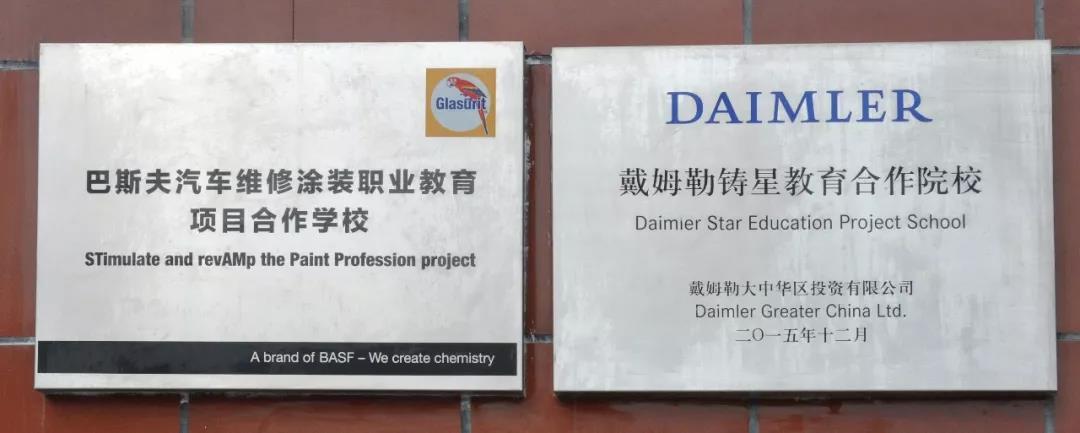 Glasurit
巴斯夫汽车维修涂装职业教育
项目合作学校
STimulate and revAMp the Paint Profession project
A brand of BASF – We create chemistry
DAIMLER
戴姆勒铸星教育合作院校
Daimler Star Education Project School
戴姆勒大中华区投资有限公司
Daimler Greater China Ltd.
二〇一五年十二月